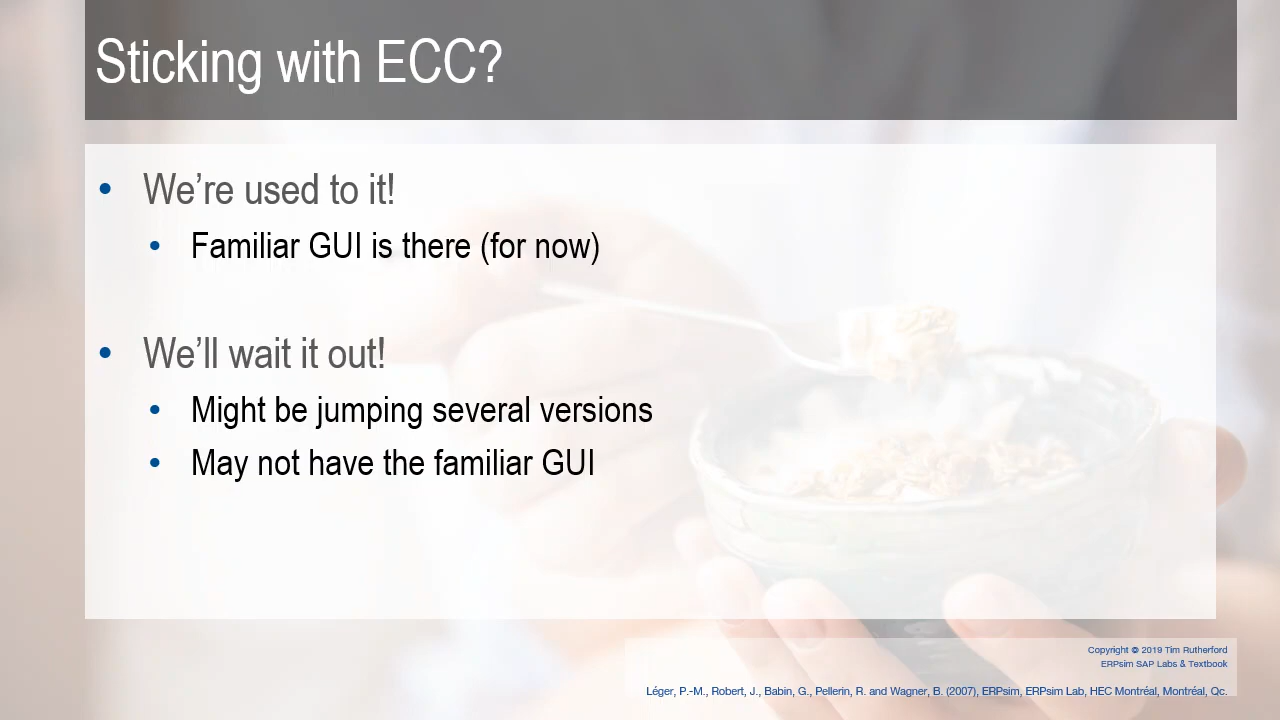 Sticking with ECC?
• We’re used to it!
• Familiar GUI is there (for now)
• We’ll wait it out!
• Might be jumping several versions
• May not have the familiar GUI
Copyright © 2019 Tim Rutherford
ERPsim SAP Labs & Textbook
Léger, P.-M., Robert, J., Babin, G., Pellerin, R. and Wagner, B. (2007), ERPsim, ERPsim Lab, HEC Montréal, Montréal, Qc.